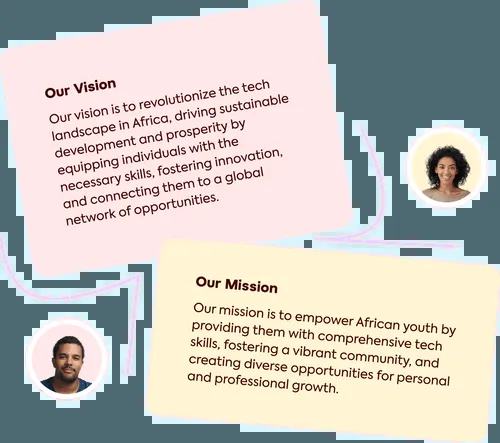 Our Vision
Our vision is to revolutionize the tech
landscape in Africa, driving sustainable
development and prosperity by
equipping individuals with the
necessary skills, fostering innovation,
and connecting them to a global
network of opportunities.
Our Mission
Our mission is to empower African youth by
providing them with comprehensive tech
skills, fostering a vibrant community, and
creating diverse opportunities for personal
and professional growth.